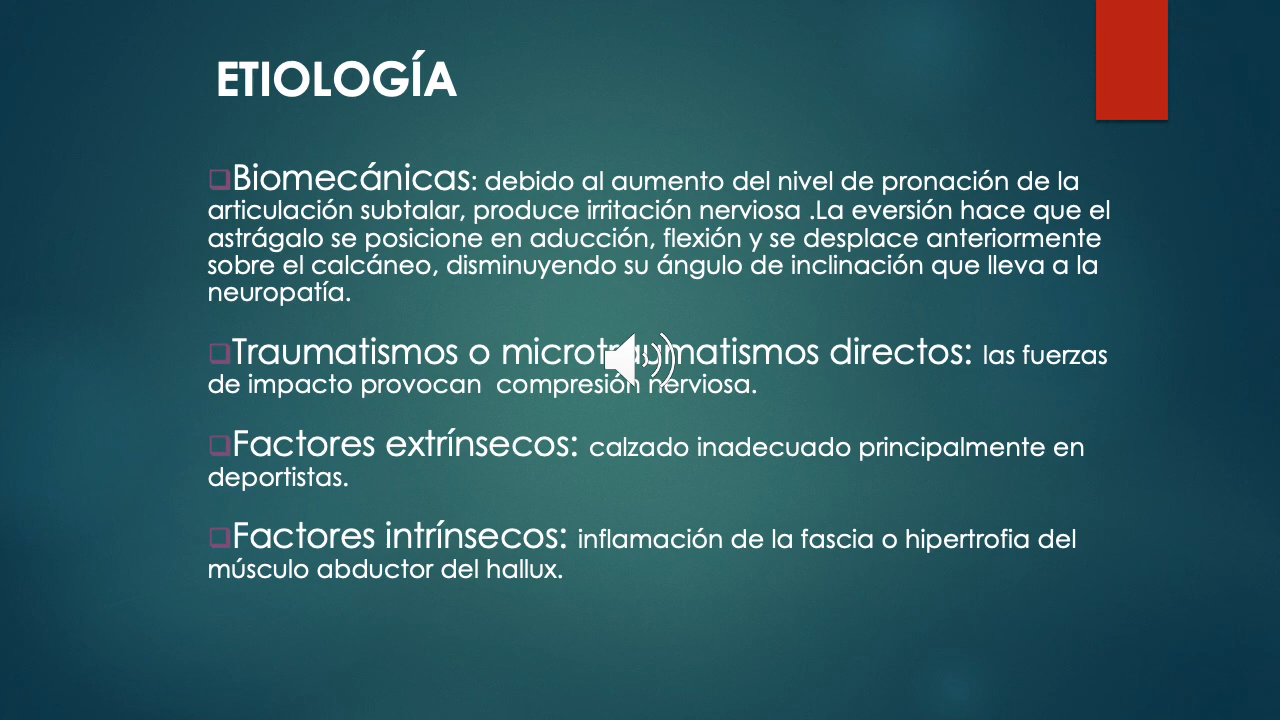 ETIOLOGÍA
Biomecánicas: debido al aumento del nivel de pronación de la
articulación subtalar, produce irritación nerviosa .La eversión hace que el
astrágalo se posicione en aducción, flexión y se desplace anteriormente
sobre el calcáneo, disminuyendo su ángulo de inclinación que lleva a la
neuropatía.
Traumatismos o microtraumatismos directos: las fuerzas
de impacto provocan  compresión nerviosa.
Factores extrínsecos: calzado inadecuado principalmente en
deportistas.
Factores intrínsecos: inflamación de la fascia o hipertrofia del
músculo abductor del hallux.